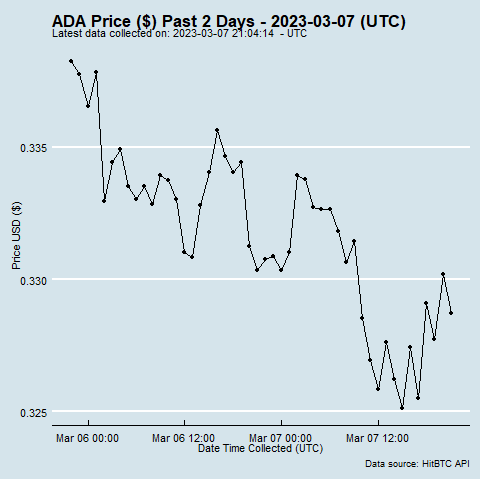 ADA Price ($) Past 2 Days - 2023-03-07 (UTC)
Latest data collected on: 2023-03-07 21:04:14 - UTC
0.335
0.330
0.325
Price USD ($)
Mar 06 00:00
Mar 06 12:00
Mar 07 00:00
Mar 07 12:00
Date Time Collected (UTC)
Data source: HitBTC API